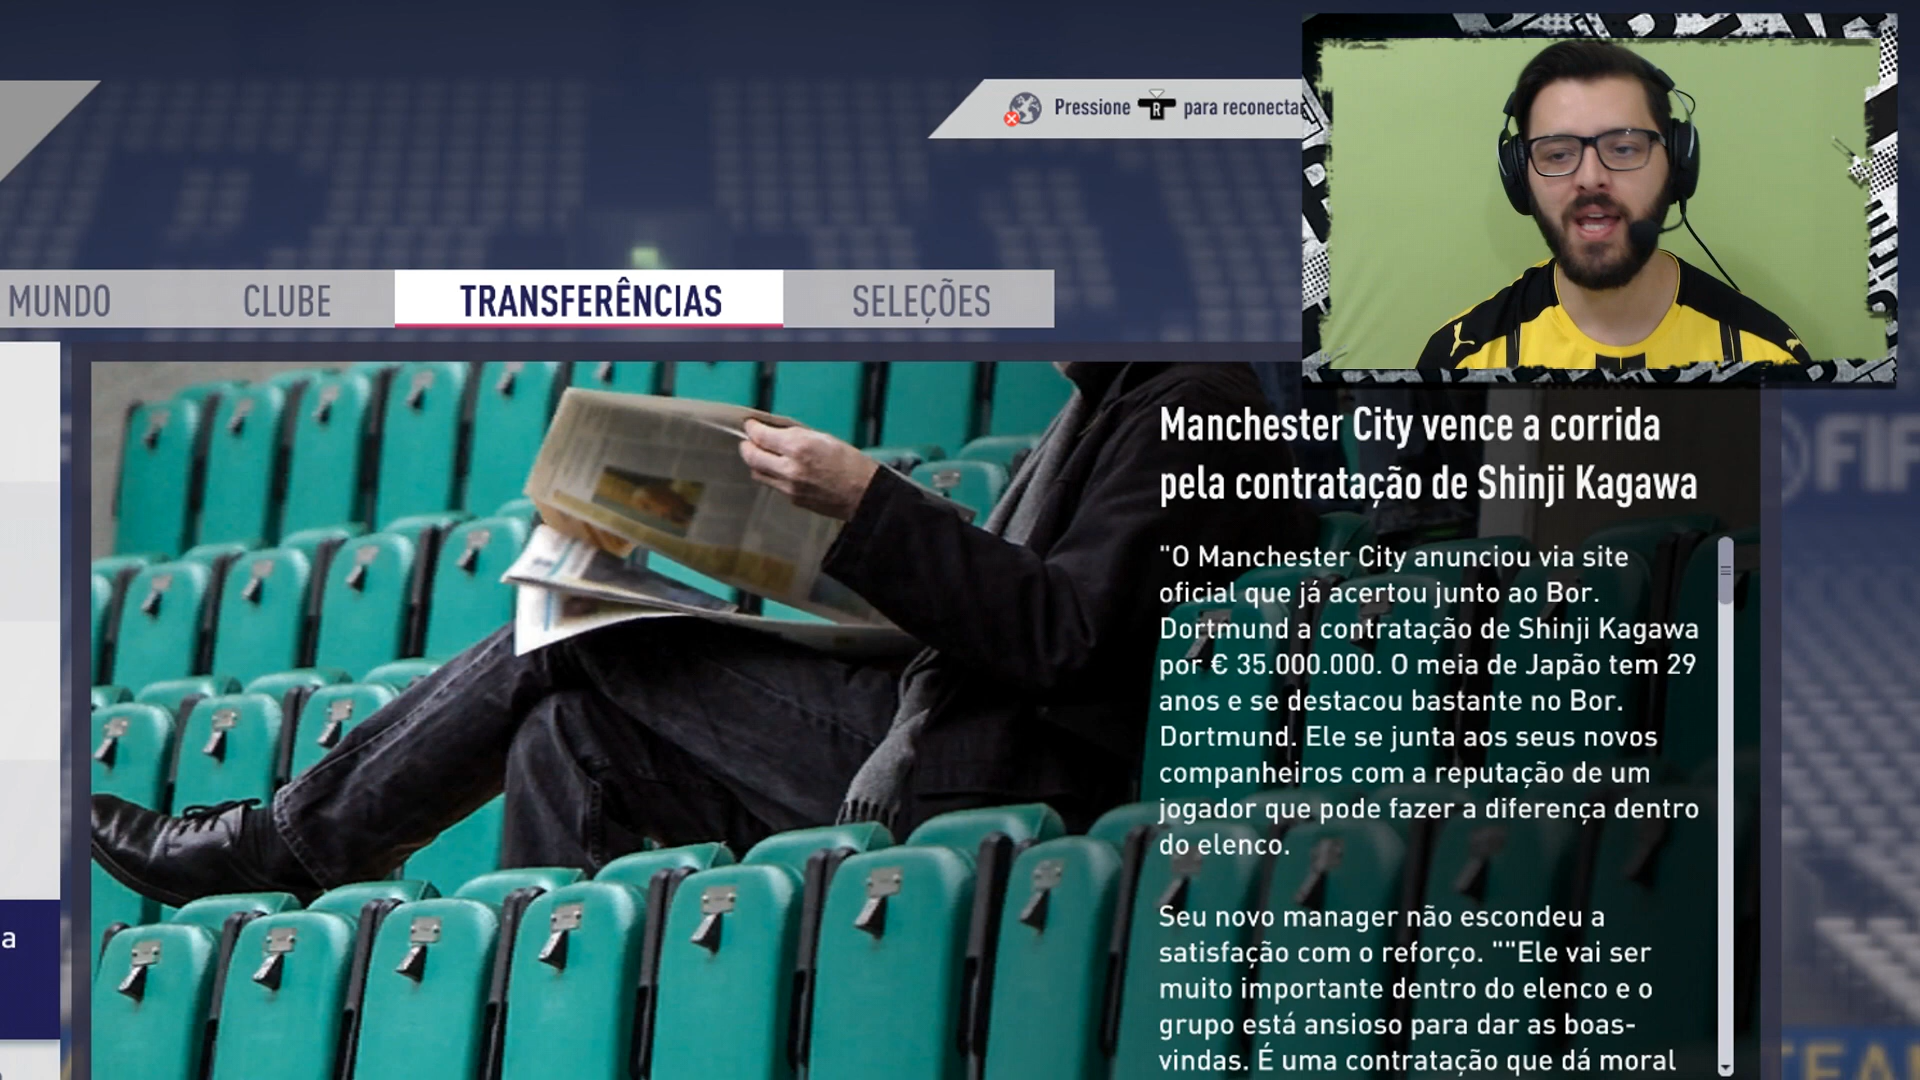 Pressione R para reconectar
MUNDO
CLUBE
TRANSFERÊNCIAS
SELEÇÕES
Manchester City vence a corrida
pela contratação de Shinji Kagawa
"O Manchester City anunciou via site
oficial que já acertou junto ao Bor.
Dortmund a contratação de Shinji Kagawa
por € 35.000.000. O meia de Japão tem 29
anos e se destacou bastante no Bor.
Dortmund. Ele se junta aos seus novos
companheiros com a reputação de um
jogador que pode fazer a diferença dentro
do elenco.
Seu novo manager não escondeu a
satisfação com o reforço. ""Ele vai ser
muito importante dentro do elenco e o
grupo está ansioso para dar as boas-
vindas. É uma contratação que dá moral
a
FIF
TEA